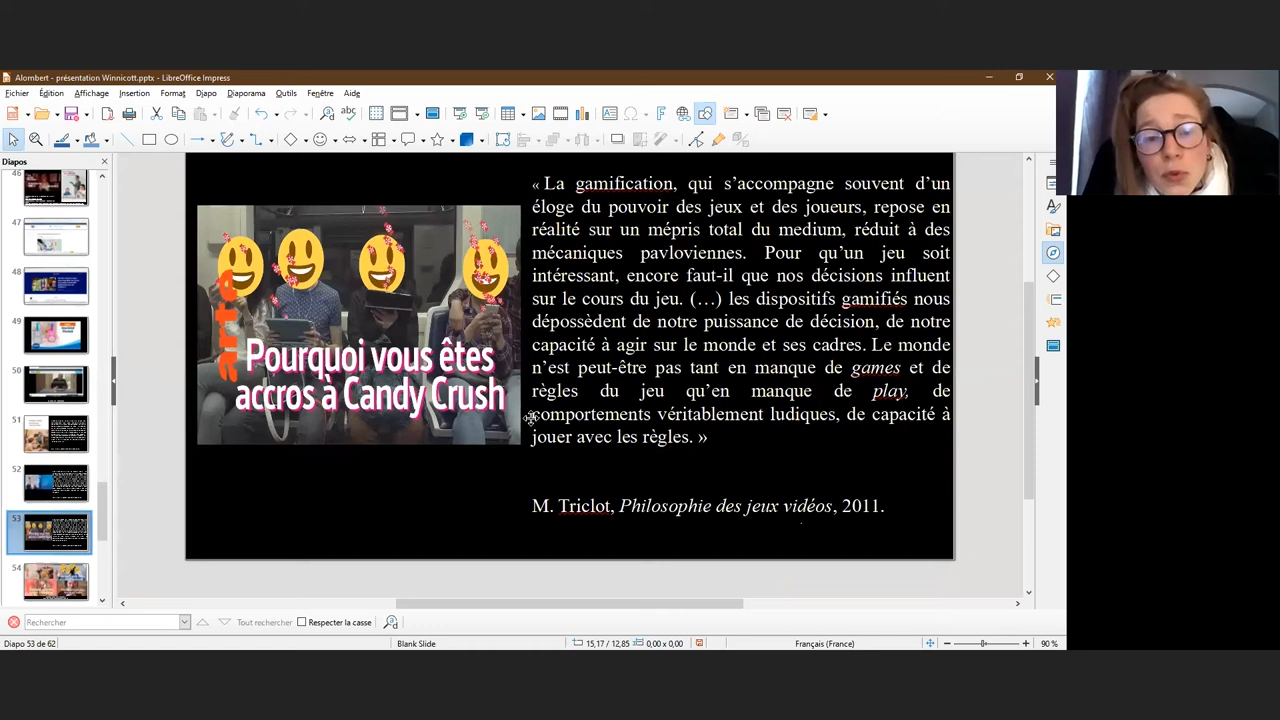 Alombert - présentation Winnicott.pptx - LibreOffice Impress
Fichier Édition Affichage Insertion Format Diapo Diaporama Outils Fenêtre Aide
Diapos
46
47
48
49
50
51
52
53
54
arte
Pourquoi vous êtes
accros à Candy Crush
« La gamification, qui s’accompagne souvent d’un
éloge du pouvoir des jeux et des joueurs, repose en
réalité sur un mépris total du medium, réduit à des
mécaniques pavloviennes. Pour qu’un jeu soit
intéressant, encore faut-il que nos décisions influent
sur le cours du jeu. (…) les dispositifs gamifiés nous
dépossèdent de notre puissance de décision, de notre
capacité à agir sur le monde et ses cadres. Le monde
n’est peut-être pas tant en manque de games et de
règles du jeu qu’en manque de play, de
comportements véritablement ludiques, de capacité à
jouer avec les règles. »
M. Triclot, Philosophie des jeux vidéos, 2011.
Rechercher Tout rechercher Respecter la casse
Diapo 53 de 62 Blank Slide 15,17 / 12,85 0,00 x 0,00 Français (France) 90 %